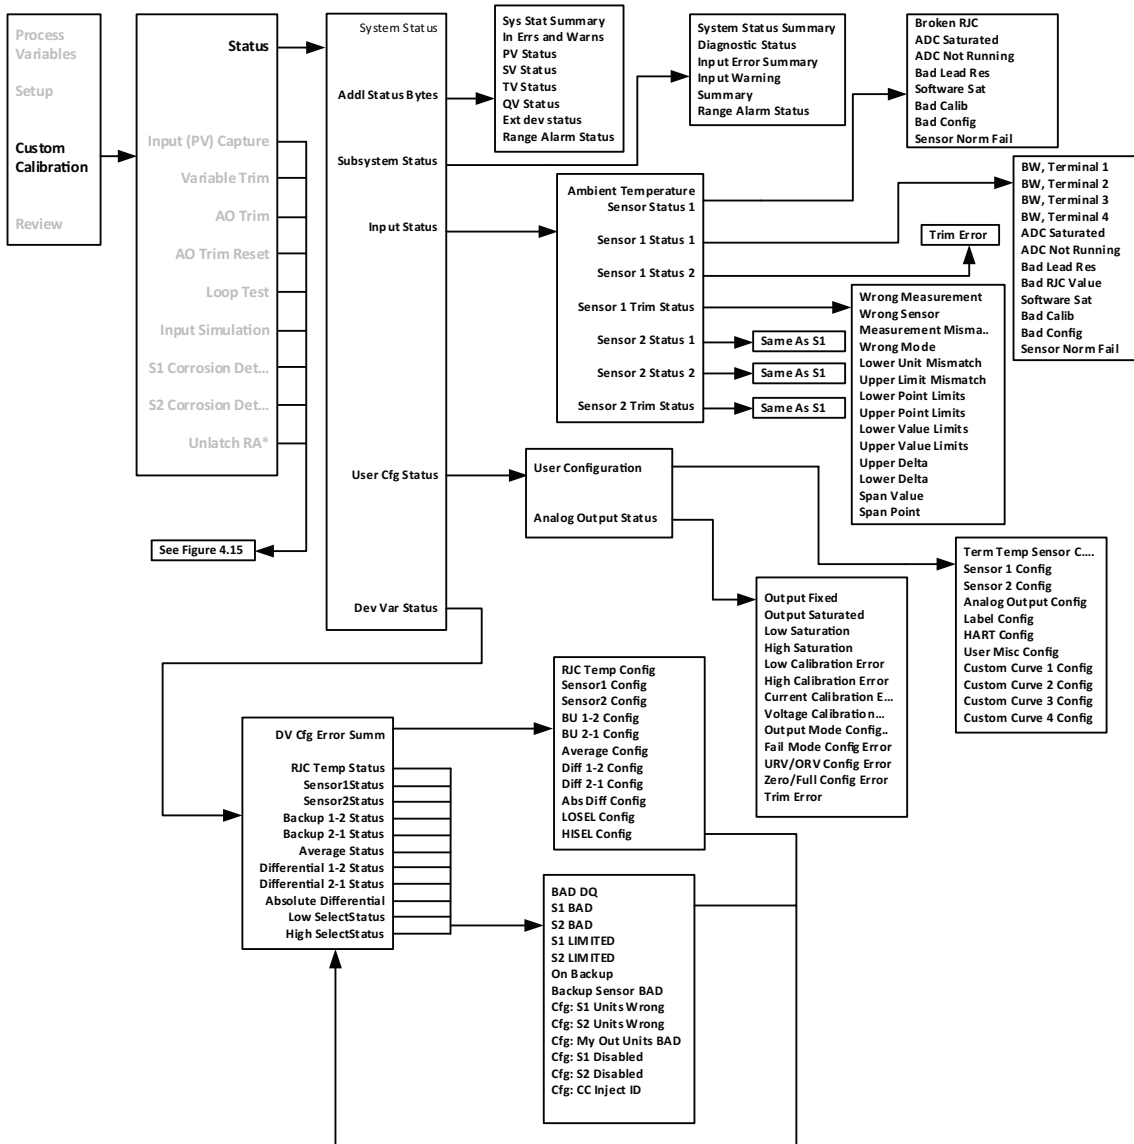 Process
Variables
Setup
Custom
Calibration
Review
Status
Input (PV) Capture
Variable Trim
AO Trim
AO Trim Reset
Loop Test
Input Simulation
S1 Corrosion Det...
S2 Corrosion Det...
Unlatch RA*
See Figure 4.15
System Status
Addl Status Bytes
Subsystem Status
Input Status
User Cfg Status
Dev Var Status
Sys Stat Summary
In Errs and Warns
PV Status
SV Status
TV Status
QV Status
Ext dev status
Range Alarm Status
System Status Summary
Diagnostic Status
Input Error Summary
Input Warning
Summary
Range Alarm Status
Broken RJC
ADC Saturated
ADC Not Running
Bad Lead Res
Software Sat
Bad Calib
Bad Config
Sensor Norm Fail
Ambient Temperature
Sensor Status 1
Sensor 1 Status 1
Sensor 1 Status 2
Sensor 1 Trim Status
Sensor 2 Status 1
Sensor 2 Status 2
Sensor 2 Trim Status
BW, Terminal 1
BW, Terminal 2
BW, Terminal 3
BW, Terminal 4
ADC Saturated
ADC Not Running
Bad Lead Res
Bad RJC Value
Software Sat
Bad Calib
Bad Config
Sensor Norm Fail
Trim Error
Wrong Measurement
Wrong Sensor
Measurement Misma..
Wrong Mode
Lower Unit Mismatch
Upper Limit Mismatch
Lower Point Limits
Upper Point Limits
Lower Value Limits
Upper Value Limits
Upper Delta
Lower Delta
Span Value
Span Point
Same As S1
Same As S1
Same As S1
User Configuration
Analog Output Status
Term Temp Sensor C....
Sensor 1 Config
Sensor 2 Config
Analog Output Config
Label Config
HART Config
User Misc Config
Custom Curve 1 Config
Custom Curve 2 Config
Custom Curve 3 Config
Custom Curve 4 Config
Output Fixed
Output Saturated
Low Saturation
High Saturation
Low Calibration Error
High Calibration Error
Current Calibration E...
Voltage Calibration...
Output Mode Config..
Fail Mode Config Error
URV/ORV Config Error
Zero/Full Config Error
Trim Error
DV Cfg Error Summ
RJC Temp Status
Sensor1Status
Sensor2Status
Backup 1-2 Status
Backup 2-1 Status
Average Status
Differential 1-2 Status
Differential 2-1 Status
Absolute Differential
Low SelectStatus
High SelectStatus
RJC Temp Config
Sensor1 Config
Sensor2 Config
BU 1-2 Config
BU 2-1 Config
Average Config
Diff 1-2 Config
Diff 2-1 Config
Abs Diff Config
LOSEL Config
HISEL Config
BAD DQ
S1 BAD
S2 BAD
S1 LIMITED
S2 LIMITED
On Backup
Backup Sensor BAD
Cfg: S1 Units Wrong
Cfg: S2 Units Wrong
Cfg: My Out Units BAD
Cfg: S1 Disabled
Cfg: S2 Disabled
Cfg: CC Inject ID